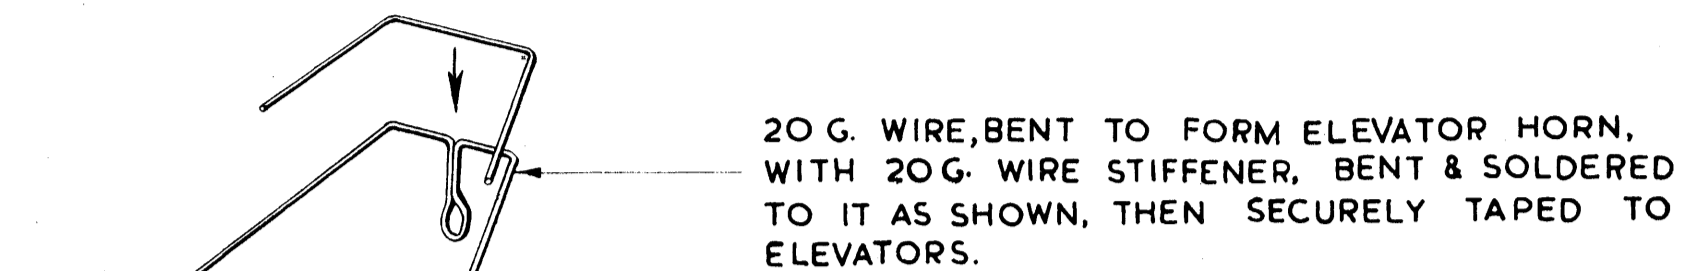 20 G. WIRE, BENT TO FORM ELEVATOR HORN,
WITH 20 G. WIRE STIFFENER, BENT & SOLDERED
TO IT AS SHOWN, THEN SECURELY TAPED TO
ELEVATORS.